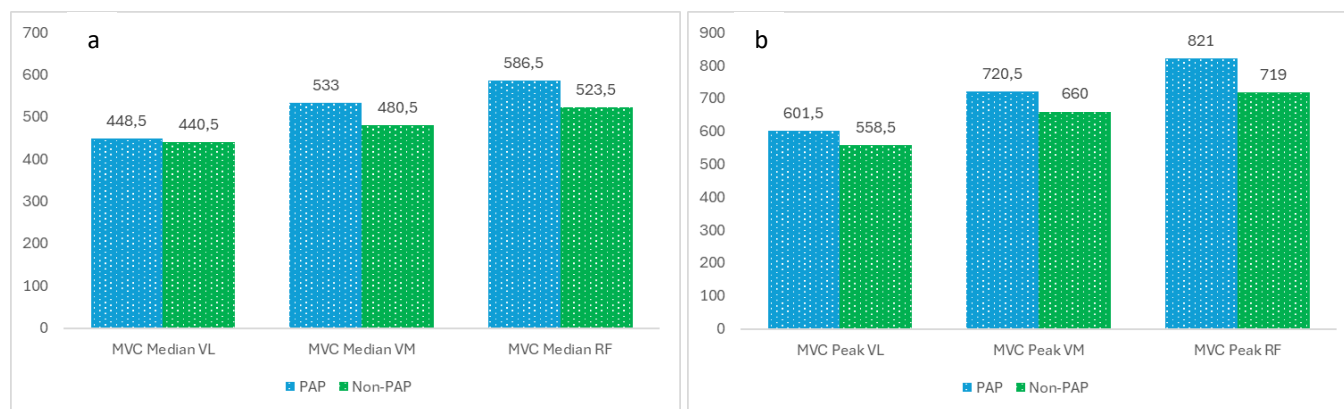 a
700
600
500
400
300
200
100
0
448,5
440,5
533
480,5
586,5
523,5
MVC Median VL
MVC Median VM
MVC Median RF
PAP
Non-PAP
b
900
800
700
600
500
400
300
200
100
0
601,5
558,5
720,5
660
821
719
MVC Peak VL
MVC Peak VM
MVC Peak RF
PAP
Non-PAP